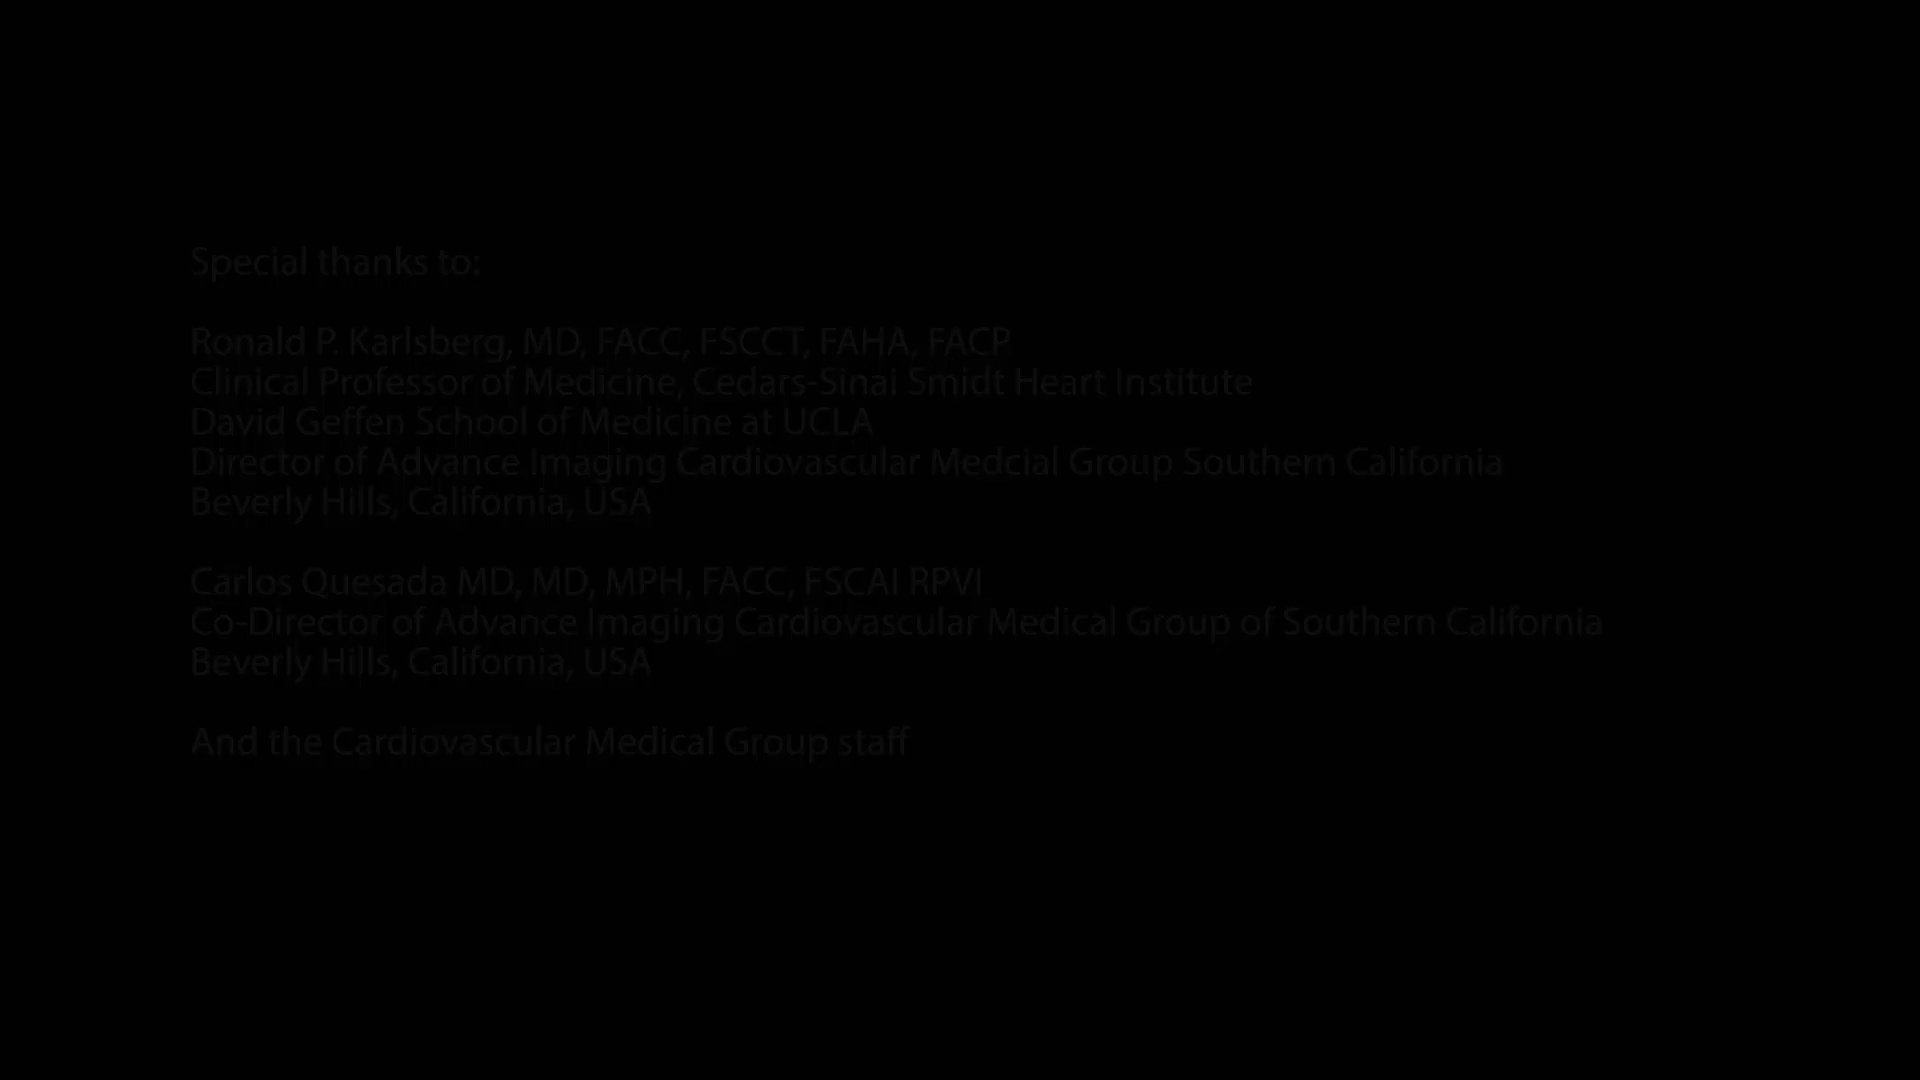 Special thanks to:
Ronald P. Karlsberg, MD, FACC, FSCCT, FAHA, FACP
Clinical Professor of Medicine, Cedars-Sinai Smidt Heart Institute
David Geffen School of Medicine at UCLA
Director of Advance Imaging Cardiovascular Medcial Group Southern California
Beverly Hills, California, USA
Carlos Quesada MD, MD, MPH, FACC, FSCAI RPVI
Co-Director of Advance Imaging Cardiovascular Medical Group of Southern California
Beverly Hills, California, USA
And the Cardiovascular Medical Group staff